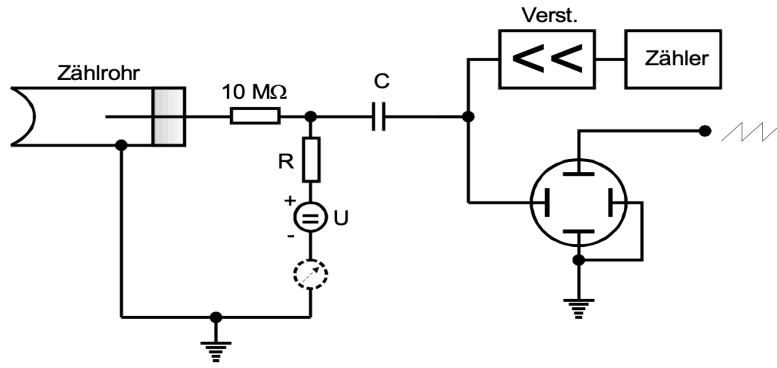 Verst.
Zählrohr
10 MΩ
C
<< Zähler
R
+
U
=
-